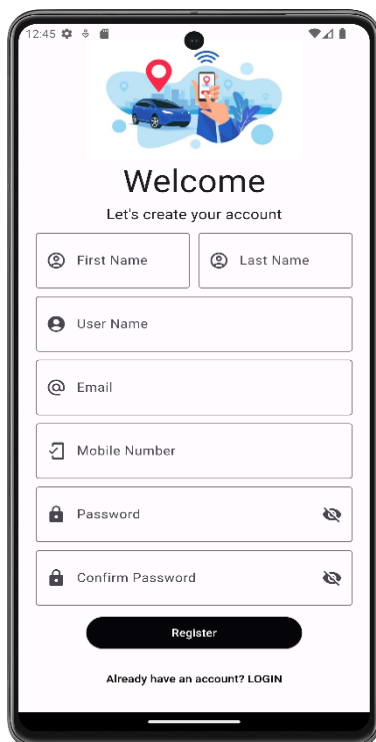 12:45
Welcome
Let's create your account
First Name Last Name
User Name
Email
Mobile Number
Password
Confirm Password
Register
Already have an account? LOGIN